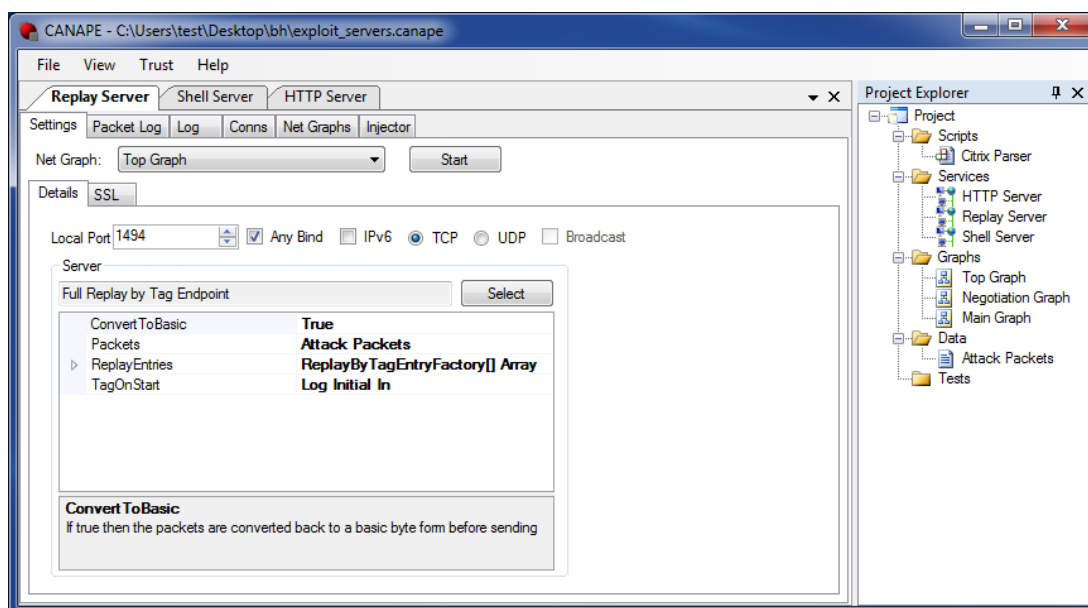 CANAPE - C:\Users\test\Desktop\bh\exploit_servers.canape
File View Trust Help
Replay Server Shell Server HTTP Server
Settings Packet Log Log Conns Net Graphs Injector
Net Graph: Top Graph Start
Details SSL
Local Port 1494 Any Bind IPv6 TCP UDP Broadcast
Server
Full Replay by Tag Endpoint Select
ConvertToBasic True
Packets Attack Packets
ReplayEntries ReplayByTagEntryFactory[] Array
TagOnStart Log Initial In
ConvertToBasic
If true then the packets are converted back to a basic byte form before sending
Project Explorer
Project
Scripts
Citrix Parser
Services
HTTP Server
Replay Server
Shell Server
Graphs
Top Graph
Negotiation Graph
Main Graph
Data
Attack Packets
Tests